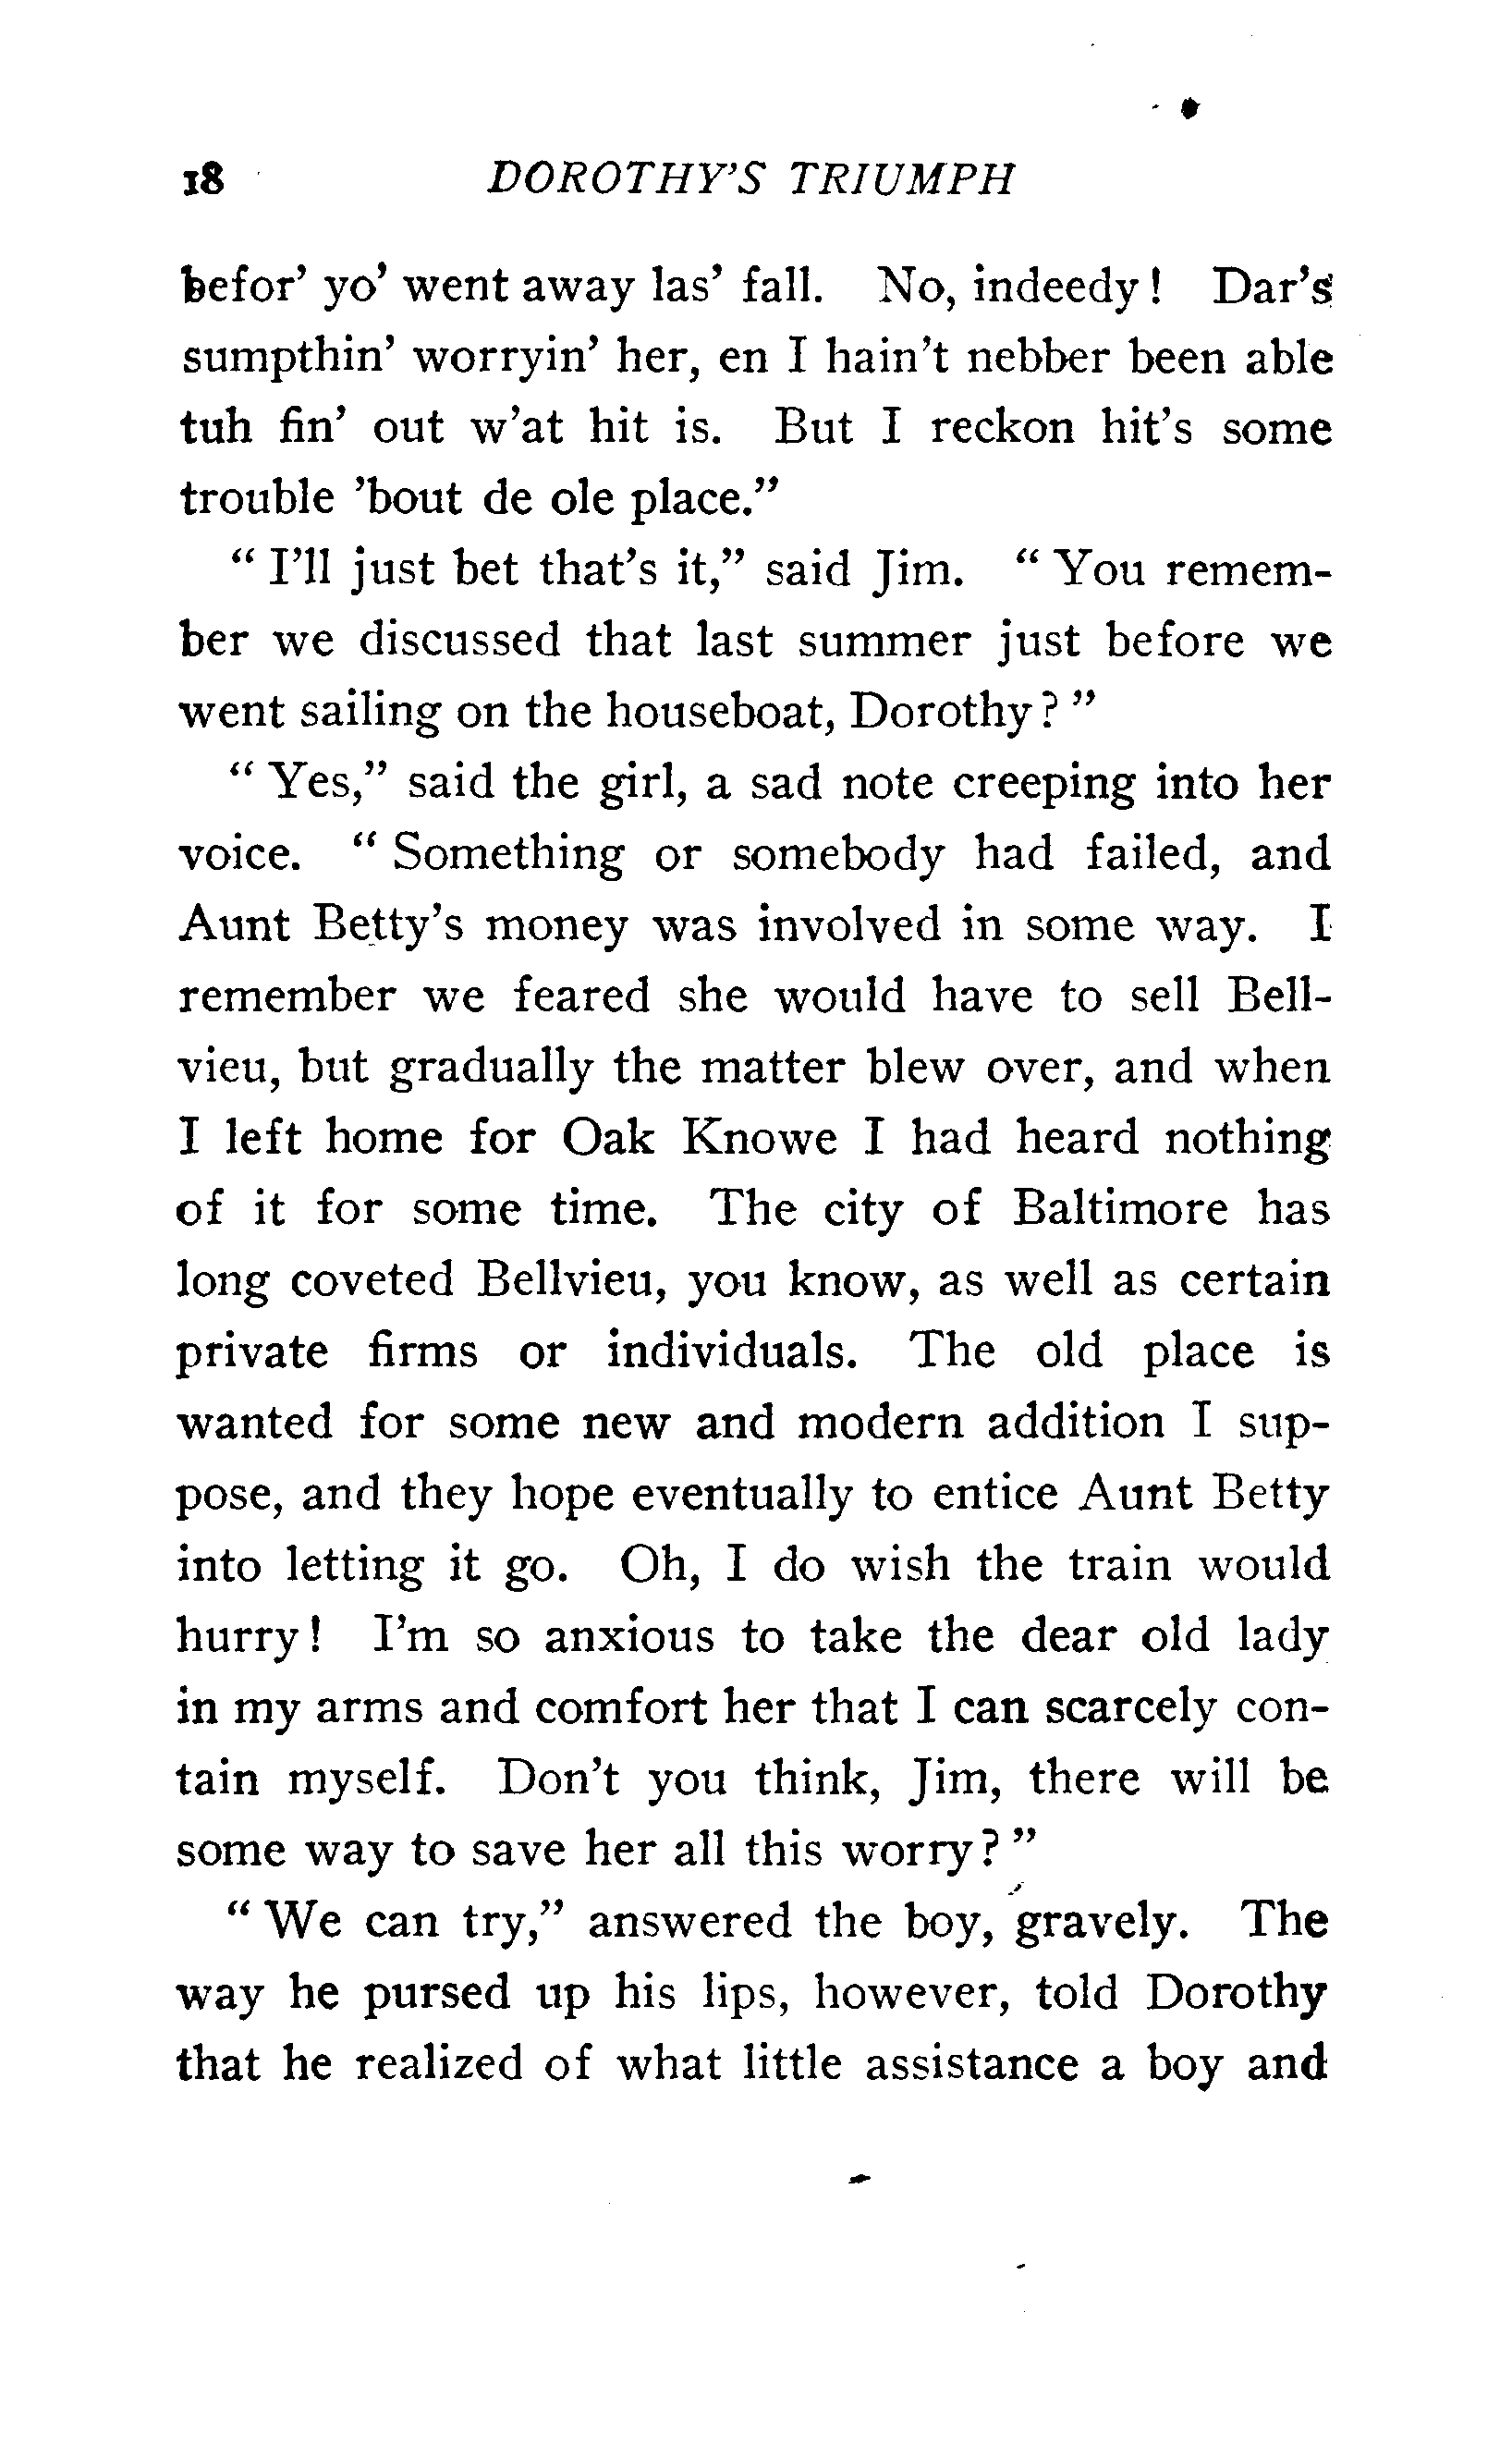 18 DOROTHY'S TRIUMPH
befor' yo' went away las' fall. No, indeedy! Dar's
sumpthin' worryin' her, en I hain't nebber been able
tuh fin' out w'at hit is. But I reckon hit's some
trouble 'bout de ole place."
"I'll just bet that's it," said Jim. "You remem-
ber we discussed that last summer just before we
went sailing on the houseboat, Dorothy?"
"Yes," said the girl, a sad note creeping into her
voice. "Something or somebody had failed, and
Aunt Betty's money was involved in some way. I
remember we feared she would have to sell Bell-
vieu, but gradually the matter blew over, and when
I left home for Oak Knowe I had heard nothing
of it for some time. The city of Baltimore has
long coveted Bellvieu, you know, as well as certain
private firms or individuals. The old place is
wanted for some new and modern addition I sup-
pose, and they hope eventually to entice Aunt Betty
into letting it go. Oh, I do wish the train would
hurry! I'm so anxious to take the dear old lady
in my arms and comfort her that I can scarcely con-
tain myself. Don't you think, Jim, there will be
some way to save her all this worry?"
"We can try," answered the boy, gravely. The
way he pursed up his lips, however, told Dorothy
that he realized of what little assistance a boy and